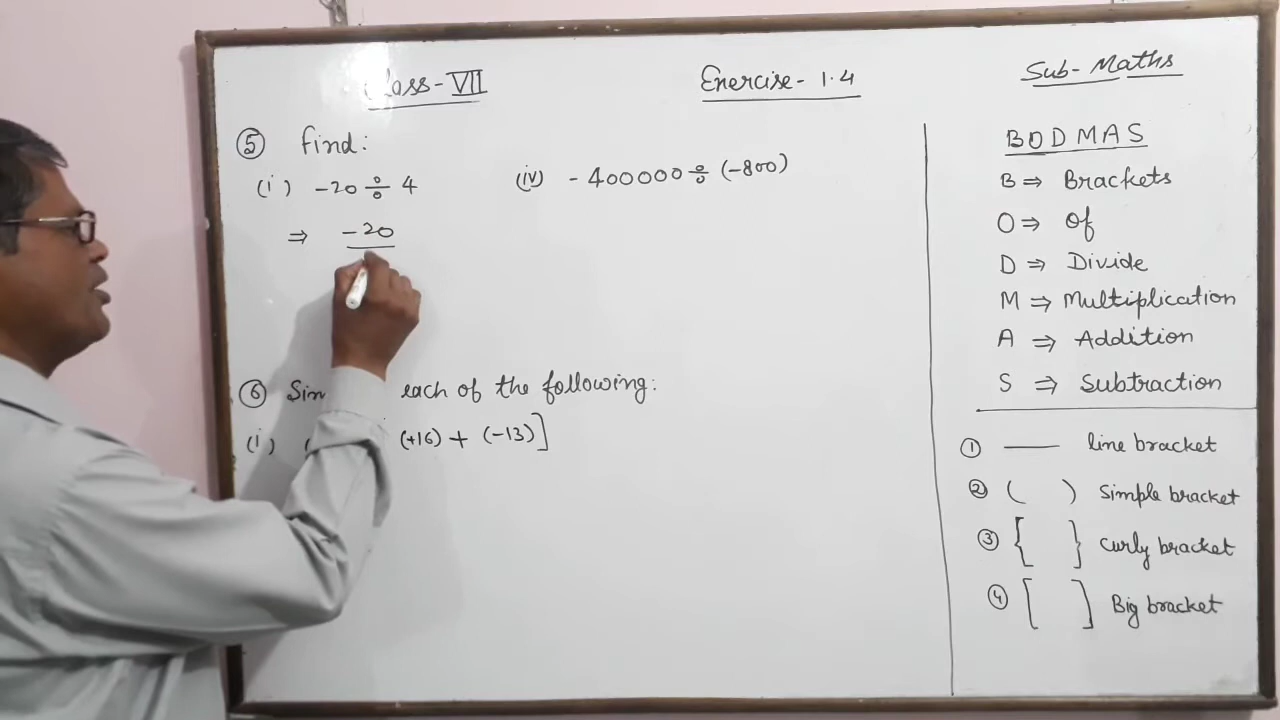 Class-VII
Exercise-1.4
Sub-Maths
⑤ find:
(i) -20 ÷ 4
(iv) -400000 ÷ (-800)
⇒ -20
⑥ each of the following:
(i) (+16) + (-13)]
BODMAS
B ⇒ Brackets
O ⇒ Of
D ⇒ Divide
M ⇒ Multiplication
A ⇒ Addition
S ⇒ Subtraction
① —— line bracket
② ( ) Simple bracket
③ { } Curly bracket
④ [ ] Big bracket